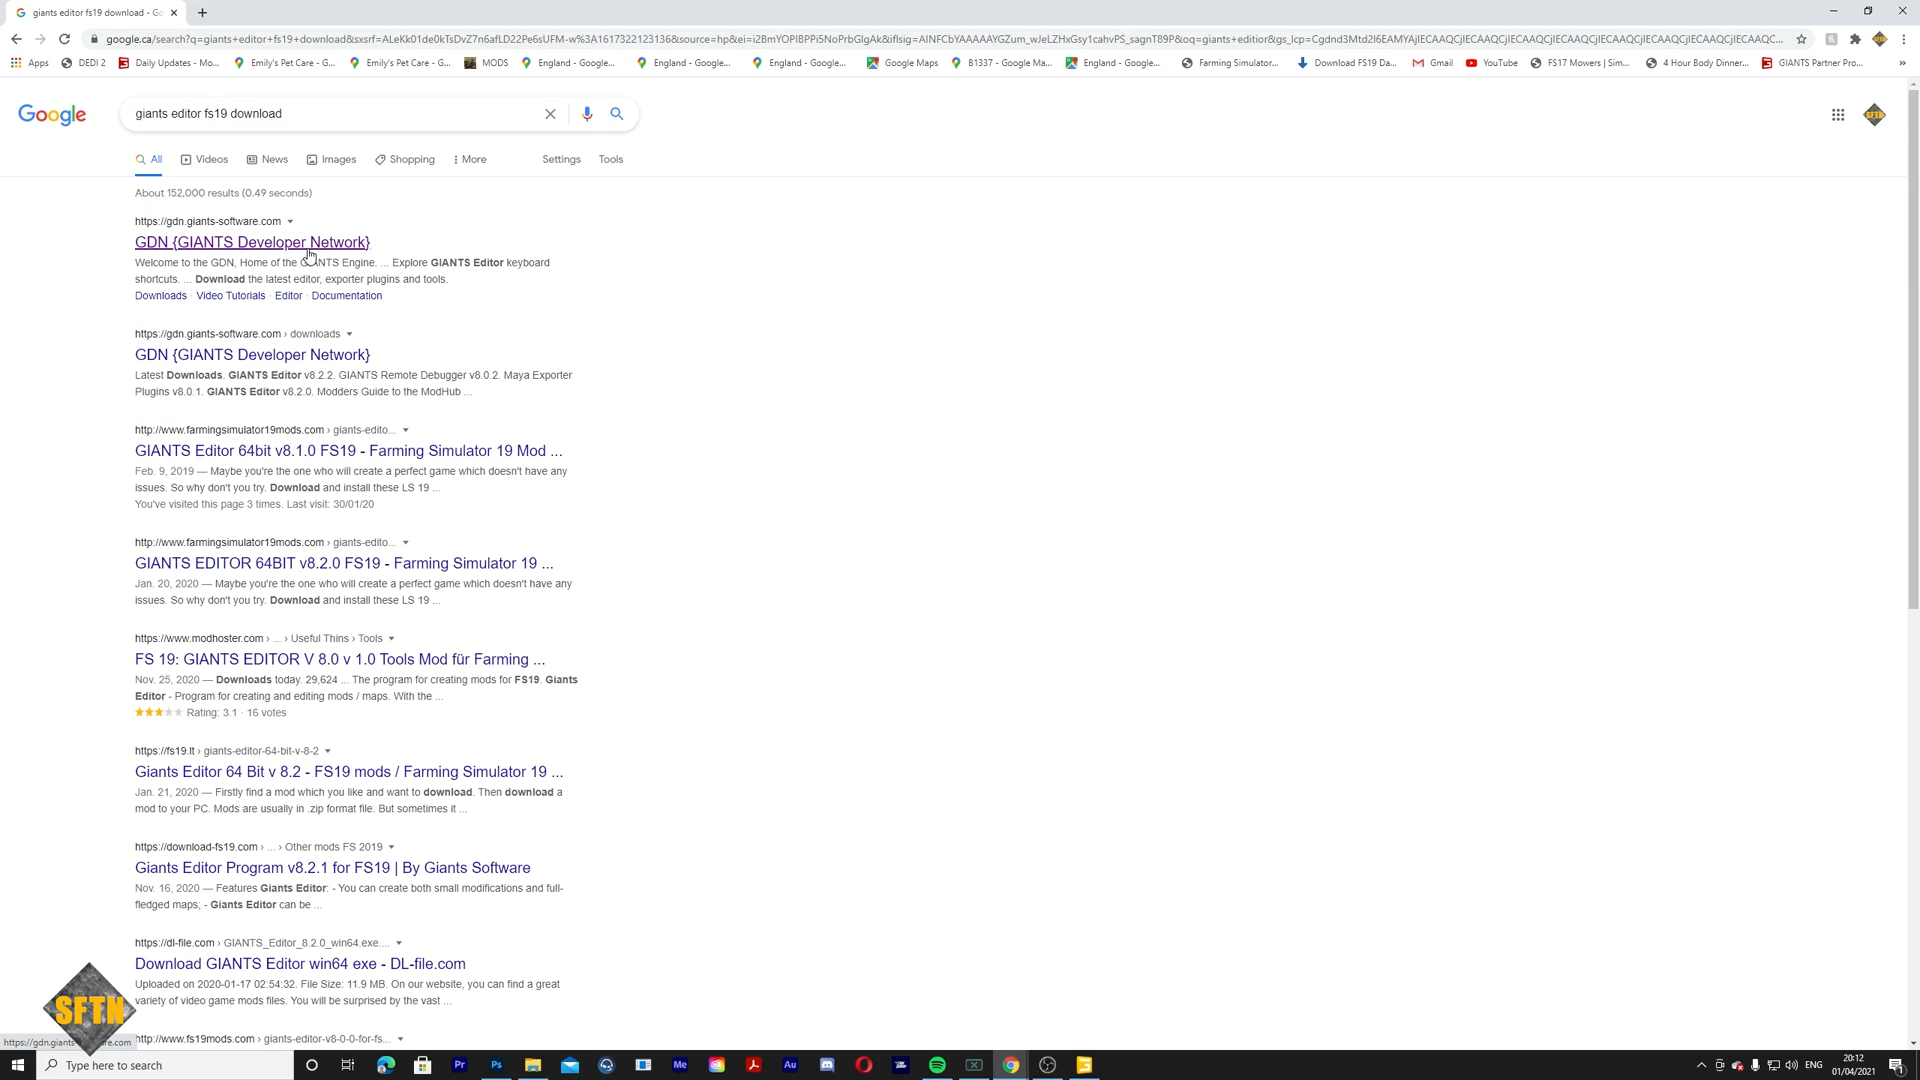 giants editor fs19 download - Go
google.ca/search?q=giants+editor+fs19+download&sxsrf=ALeKk01de0kTsDvZ7n6afLD22Pe6sUFM-w%3A1617322123136&source=hp&ei=i2BmYOPIBPPi5NoPrbGlgAk&iflsig=AINFCbYAAAAAYGZum_wJeLZHxGsy1cahvPS_sagnT89P&oq=giants+editior&gs_lcp=Cgdnd3Mtd2l6EAMYAjIECAAQCjIECAAQCjIECAAQCjIECAAQCjIECAAQCjIECAAQCjIECAAQCjIECAAQC...
Apps DEDI 2 Daily Updates - Mo... Emily's Pet Care - G... Emily's Pet Care - G... MODS England - Google... England - Google... England - Google... Google Maps B1337 - Google Ma... England - Google... Farming Simulator... Download FS19 Da... Gmail YouTube FS17 Mowers | Sim... 4 Hour Body Dinner... GIANTS Partner Pro... »
Google giants editor fs19 download
SFTN
All Videos News Images Shopping More Settings Tools
About 152,000 results (0.49 seconds)
https://gdn.giants-software.com
GDN {GIANTS Developer Network}
Welcome to the GDN, Home of the GIANTS Engine. ... Explore GIANTS Editor keyboard
shortcuts. ... Download the latest editor, exporter plugins and tools.
Downloads · Video Tutorials · Editor · Documentation
https://gdn.giants-software.com › downloads
GDN {GIANTS Developer Network}
Latest Downloads. GIANTS Editor v8.2.2. GIANTS Remote Debugger v8.0.2. Maya Exporter
Plugins v8.0.1. GIANTS Editor v8.2.0. Modders Guide to the ModHub ...
http://www.farmingsimulator19mods.com › giants-edito...
GIANTS Editor 64bit v8.1.0 FS19 - Farming Simulator 19 Mod ...
Feb. 9, 2019 — Maybe you're the one who will create a perfect game which doesn't have any
issues. So why don't you try. Download and install these LS 19 ...
You've visited this page 3 times. Last visit: 30/01/20
http://www.farmingsimulator19mods.com › giants-edito...
GIANTS EDITOR 64BIT v8.2.0 FS19 - Farming Simulator 19 ...
Jan. 20, 2020 — Maybe you're the one who will create a perfect game which doesn't have any
issues. So why don't you try. Download and install these LS 19 ...
https://www.modhoster.com › ... › Useful Thins › Tools
FS 19: GIANTS EDITOR V 8.0 v 1.0 Tools Mod für Farming ...
Nov. 25, 2020 — Downloads today. 29,624 ... The program for creating mods for FS19. Giants
Editor - Program for creating and editing mods / maps. With the ...
Rating: 3.1 · 16 votes
https://fs19.lt › giants-editor-64-bit-v-8-2
Giants Editor 64 Bit v 8.2 - FS19 mods / Farming Simulator 19 ...
Jan. 21, 2020 — Firstly find a mod which you like and want to download. Then download a
mod to your PC. Mods are usually in .zip format file. But sometimes it ...
https://download-fs19.com › ... › Other mods FS 2019
Giants Editor Program v8.2.1 for FS19 | By Giants Software
Nov. 16, 2020 — Features Giants Editor: - You can create both small modifications and full-
fledged maps; - Giants Editor can be ...
https://dl-file.com › GIANTS_Editor_8.2.0_win64.exe....
Download GIANTS Editor win64 exe - DL-file.com
Uploaded on 2020-01-17 02:54:32. File Size: 11.9 MB. On our website, you can find a great
variety of video game mods files. You will be surprised by the vast ...
SFTN
http://www.fs19mods.com › giants-editor-v8-0-0-for-fs...
Type here to search
Pr Ps Me Au
ENG
20:12
01/04/2021